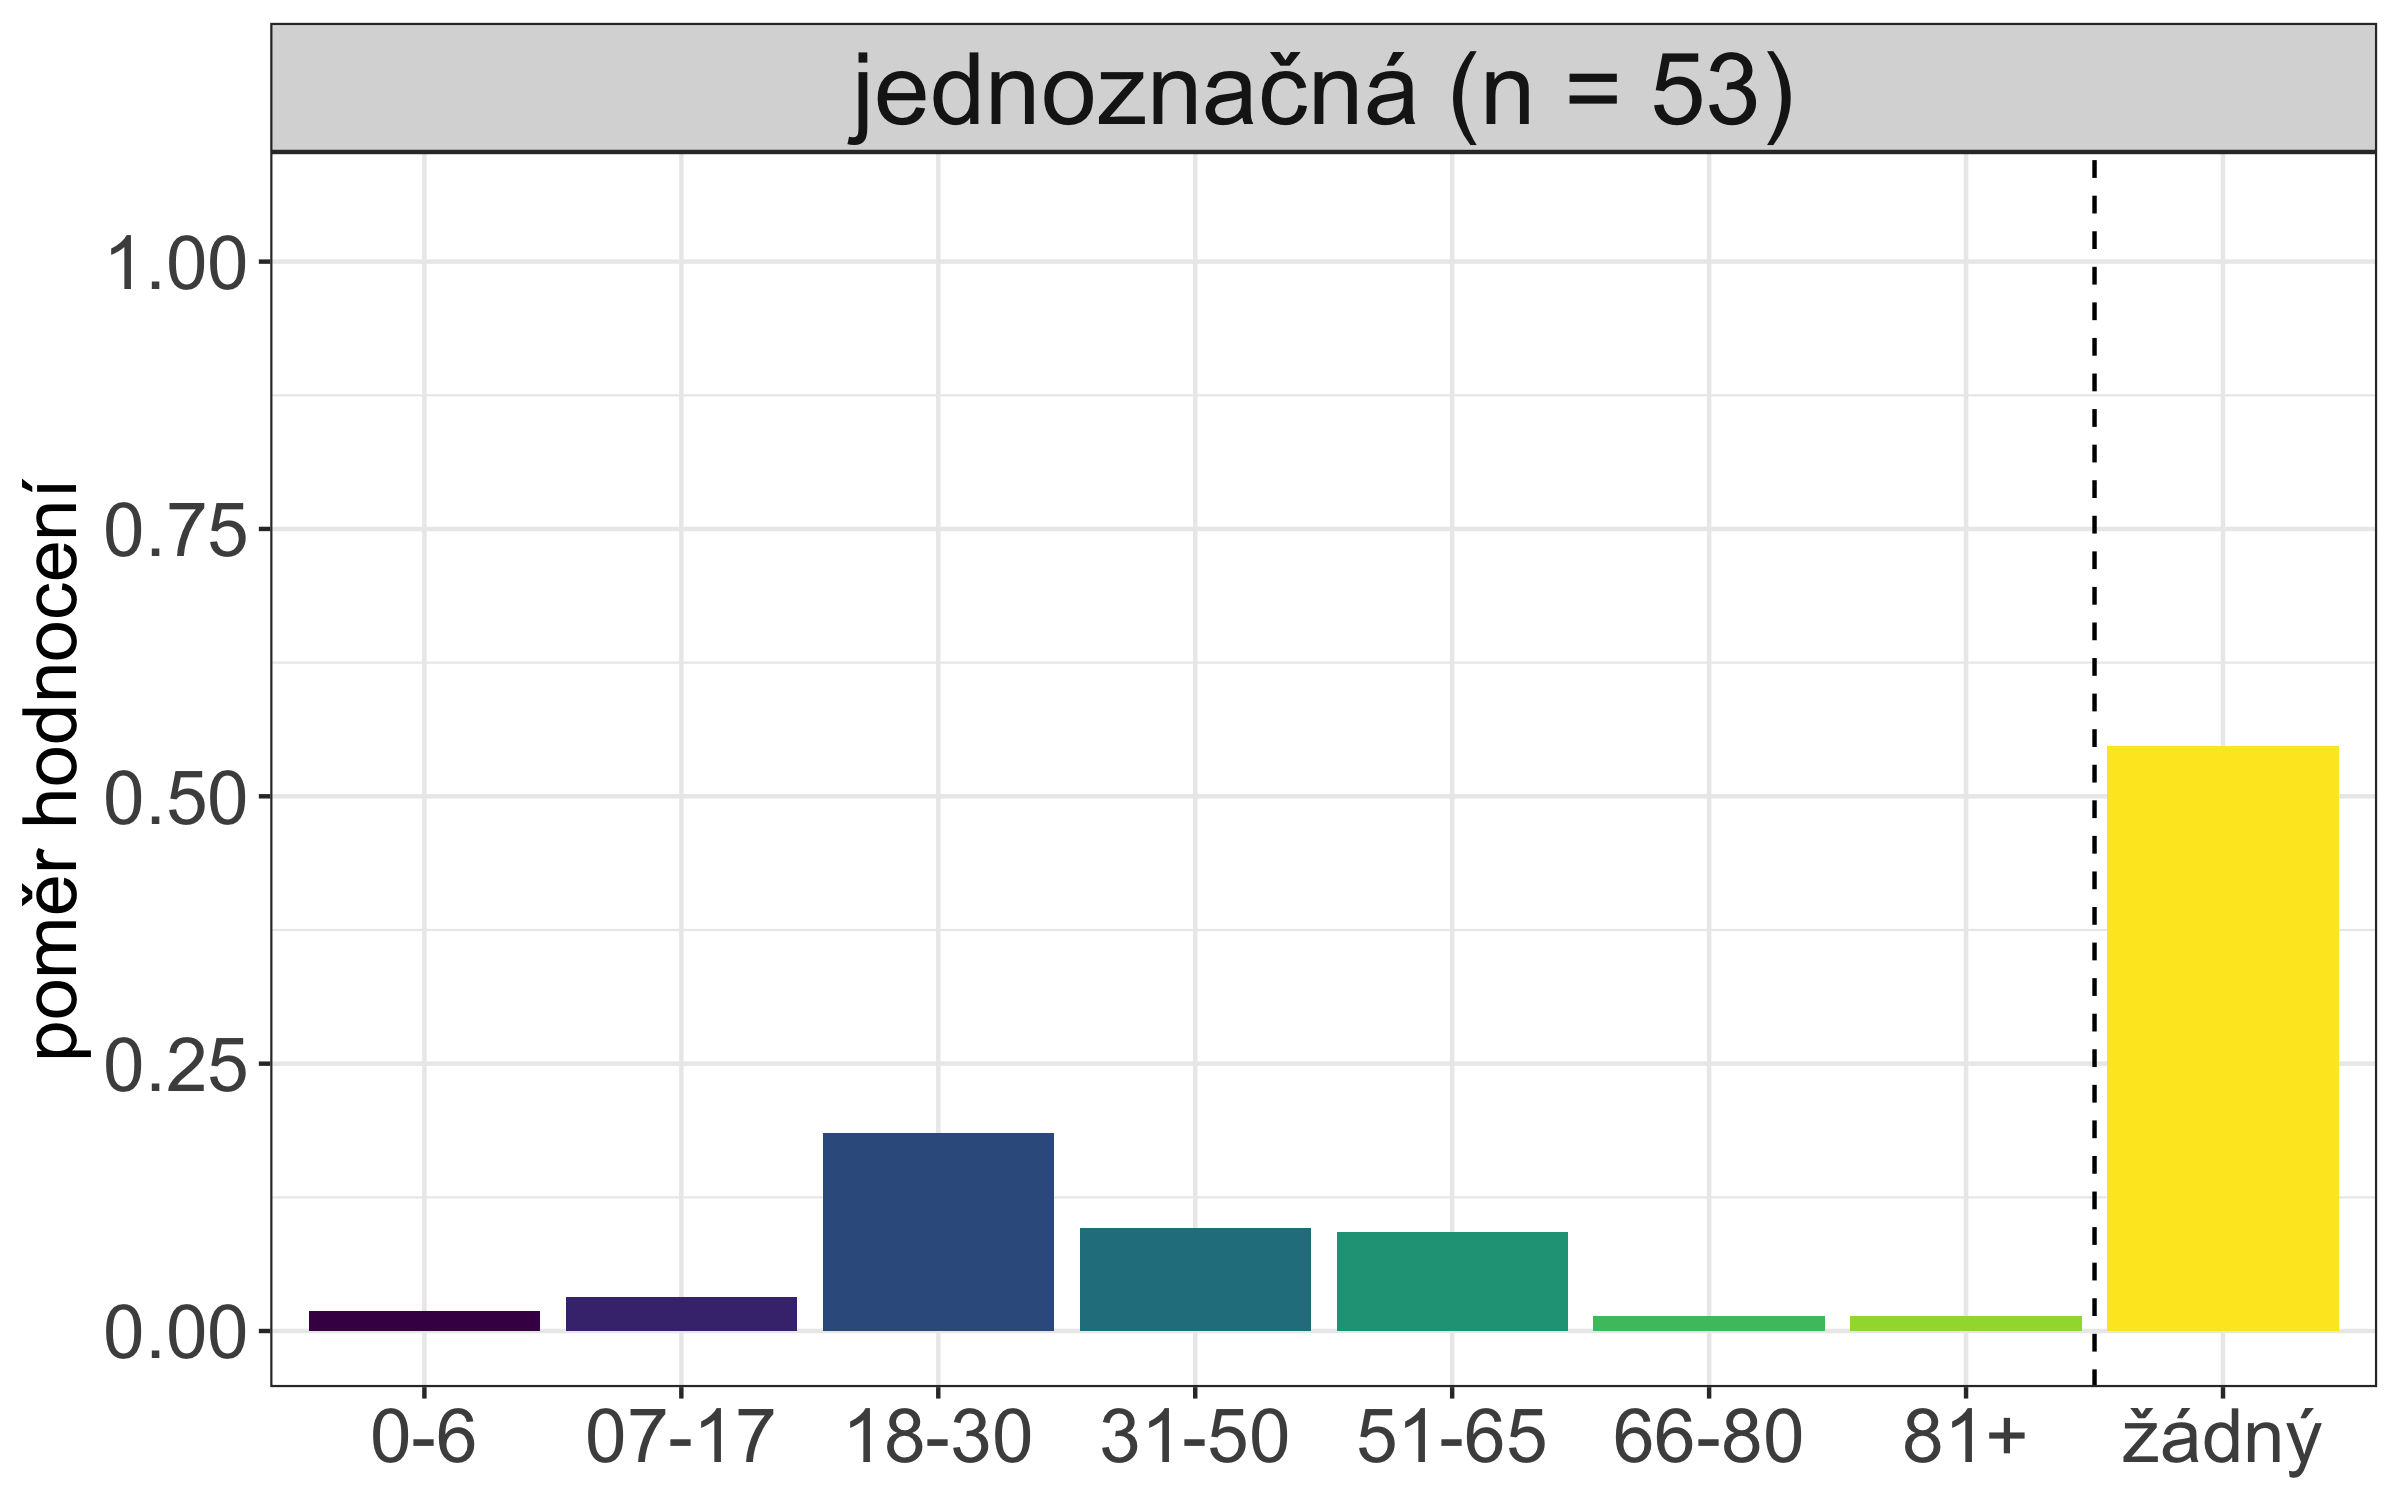 jednoznačná (n = 53)
poměr hodnocení
1.00
0.75
0.50
0.25
0.00
0-6 07-17 18-30 31-50 51-65 66-80 81+ žádný